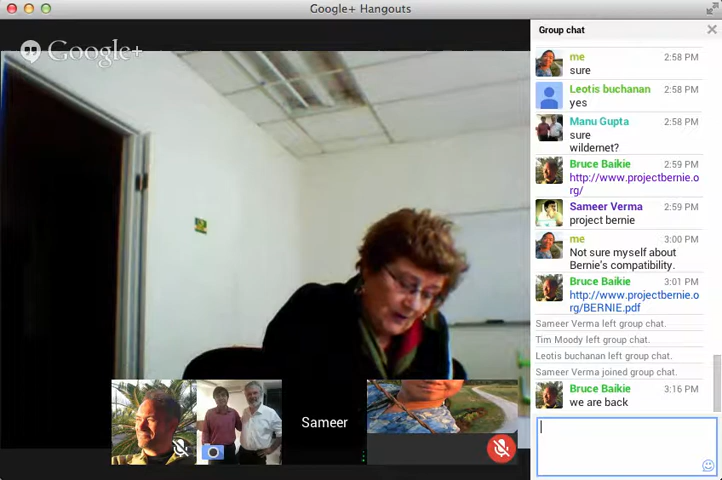 Google+ Hangouts
Google+
Group chat
me 2:58 PM
sure
Leotis buchanan 2:58 PM
yes
Manu Gupta 2:58 PM
sure
wildernet?
Bruce Baikie 2:59 PM
http://www.projectbernie.o
rg/
Sameer Verma 2:59 PM
project bernie
me 3:00 PM
Not sure myself about
Bernie's compatibility.
Bruce Baikie 3:01 PM
http://www.projectbernie.o
rg/BERNIE.pdf
Sameer Verma left group chat.
Tim Moody left group chat.
Leotis buchanan left group chat.
Sameer Verma joined group chat.
Bruce Baikie 3:16 PM
we are back
Sameer